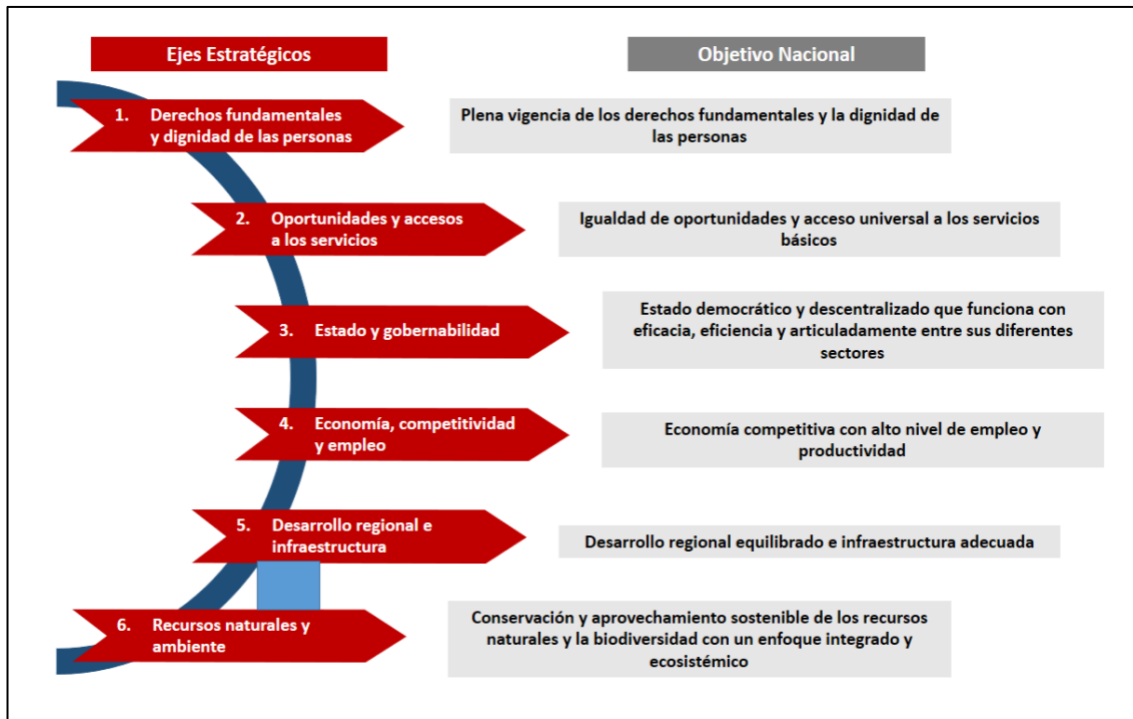 Ejes Estratégicos
Objetivo Nacional
1. Derechos fundamentales
y dignidad de las personas
Plena vigencia de los derechos fundamentales y la dignidad de
las personas
2. Oportunidades y accesos
a los servicios
Igualdad de oportunidades y acceso universal a los servicios
básicos
3. Estado y gobernabilidad
Estado democrático y descentralizado que funciona con
eficacia, eficiencia y articuladamente entre sus diferentes
sectores
4. Economía, competitividad
y empleo
Economía competitiva con alto nivel de empleo y
productividad
5. Desarrollo regional e
infraestructura
Desarrollo regional equilibrado e infraestructura adecuada
6. Recursos naturales y
ambiente
Conservación y aprovechamiento sostenible de los recursos
naturales y la biodiversidad con un enfoque integrado y
ecosistémico